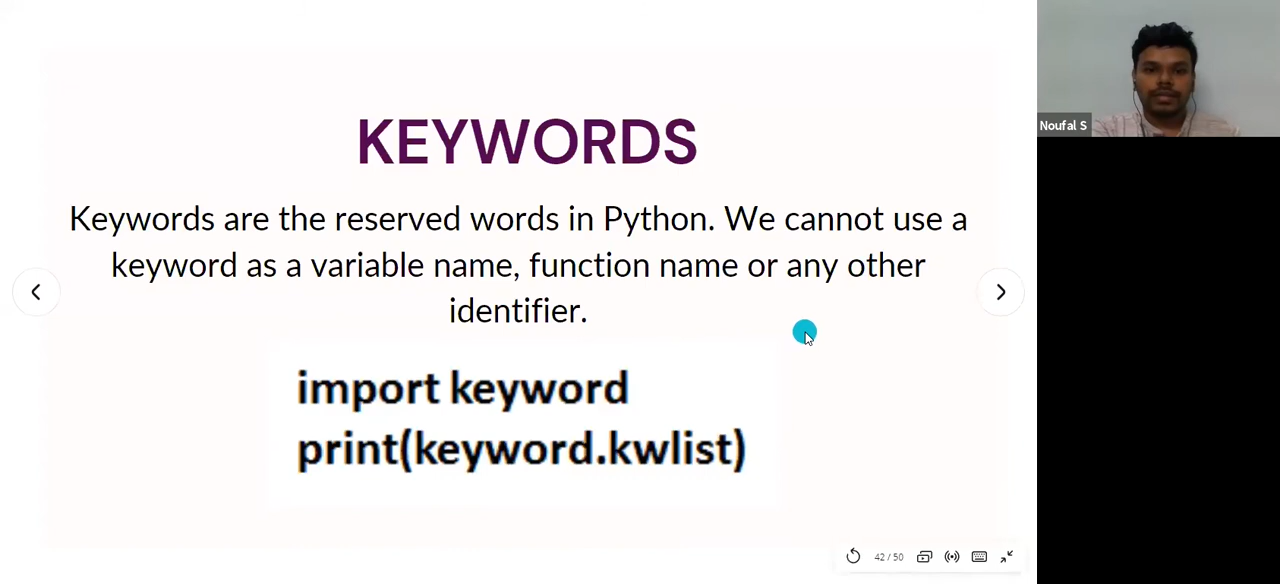 KEYWORDS
Keywords are the reserved words in Python. We cannot use a
keyword as a variable name, function name or any other
identifier.
import keyword
print(keyword.kwlist)
Noufal S
42 / 50